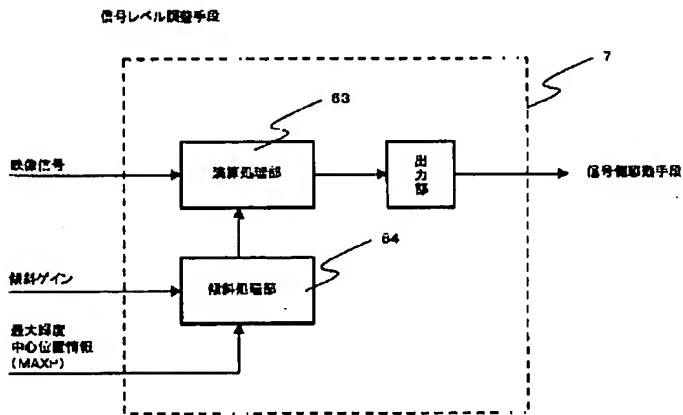 信号レベル調整手段
7
63
映像信号
演算処理部
出力部
信号側駆動手段
64
傾斜ゲイン
傾斜処理部
最大輝度
中心位置情報
(MAXP)